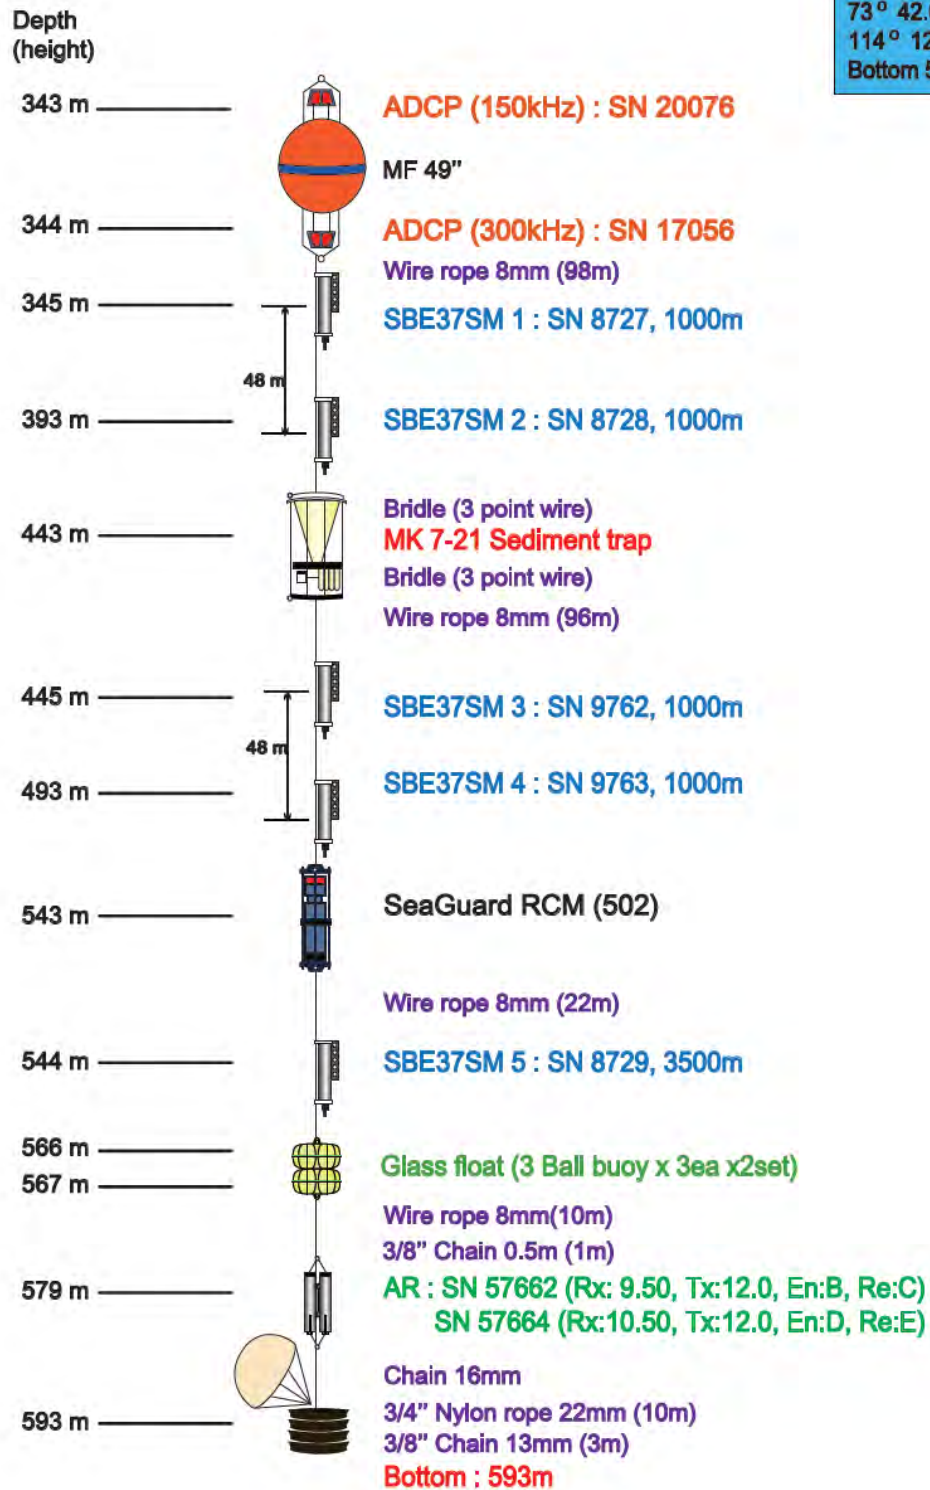 Depth
(height)
73° 42.
114° 12
Bottom 5
343 m
ADCP (150kHz) : SN 20076
MF 49"
344 m
ADCP (300kHz) : SN 17056
Wire rope 8mm (98m)
345 m
SBE37SM 1 : SN 8727, 1000m
48 m
393 m
SBE37SM 2 : SN 8728, 1000m
Bridle (3 point wire)
443 m
MK 7-21 Sediment trap
Bridle (3 point wire)
Wire rope 8mm (96m)
445 m
SBE37SM 3 : SN 9762, 1000m
48 m
493 m
SBE37SM 4 : SN 9763, 1000m
543 m
SeaGuard RCM (502)
Wire rope 8mm (22m)
544 m
SBE37SM 5 : SN 8729, 3500m
566 m
Glass float (3 Ball buoy x 3ea x2set)
567 m
Wire rope 8mm(10m)
3/8" Chain 0.5m (1m)
579 m
AR : SN 57662 (Rx: 9.50, Tx:12.0, En:B, Re:C)
SN 57664 (Rx:10.50, Tx:12.0, En:D, Re:E)
Chain 16mm
3/4" Nylon rope 22mm (10m)
593 m
3/8" Chain 13mm (3m)
Bottom : 593m